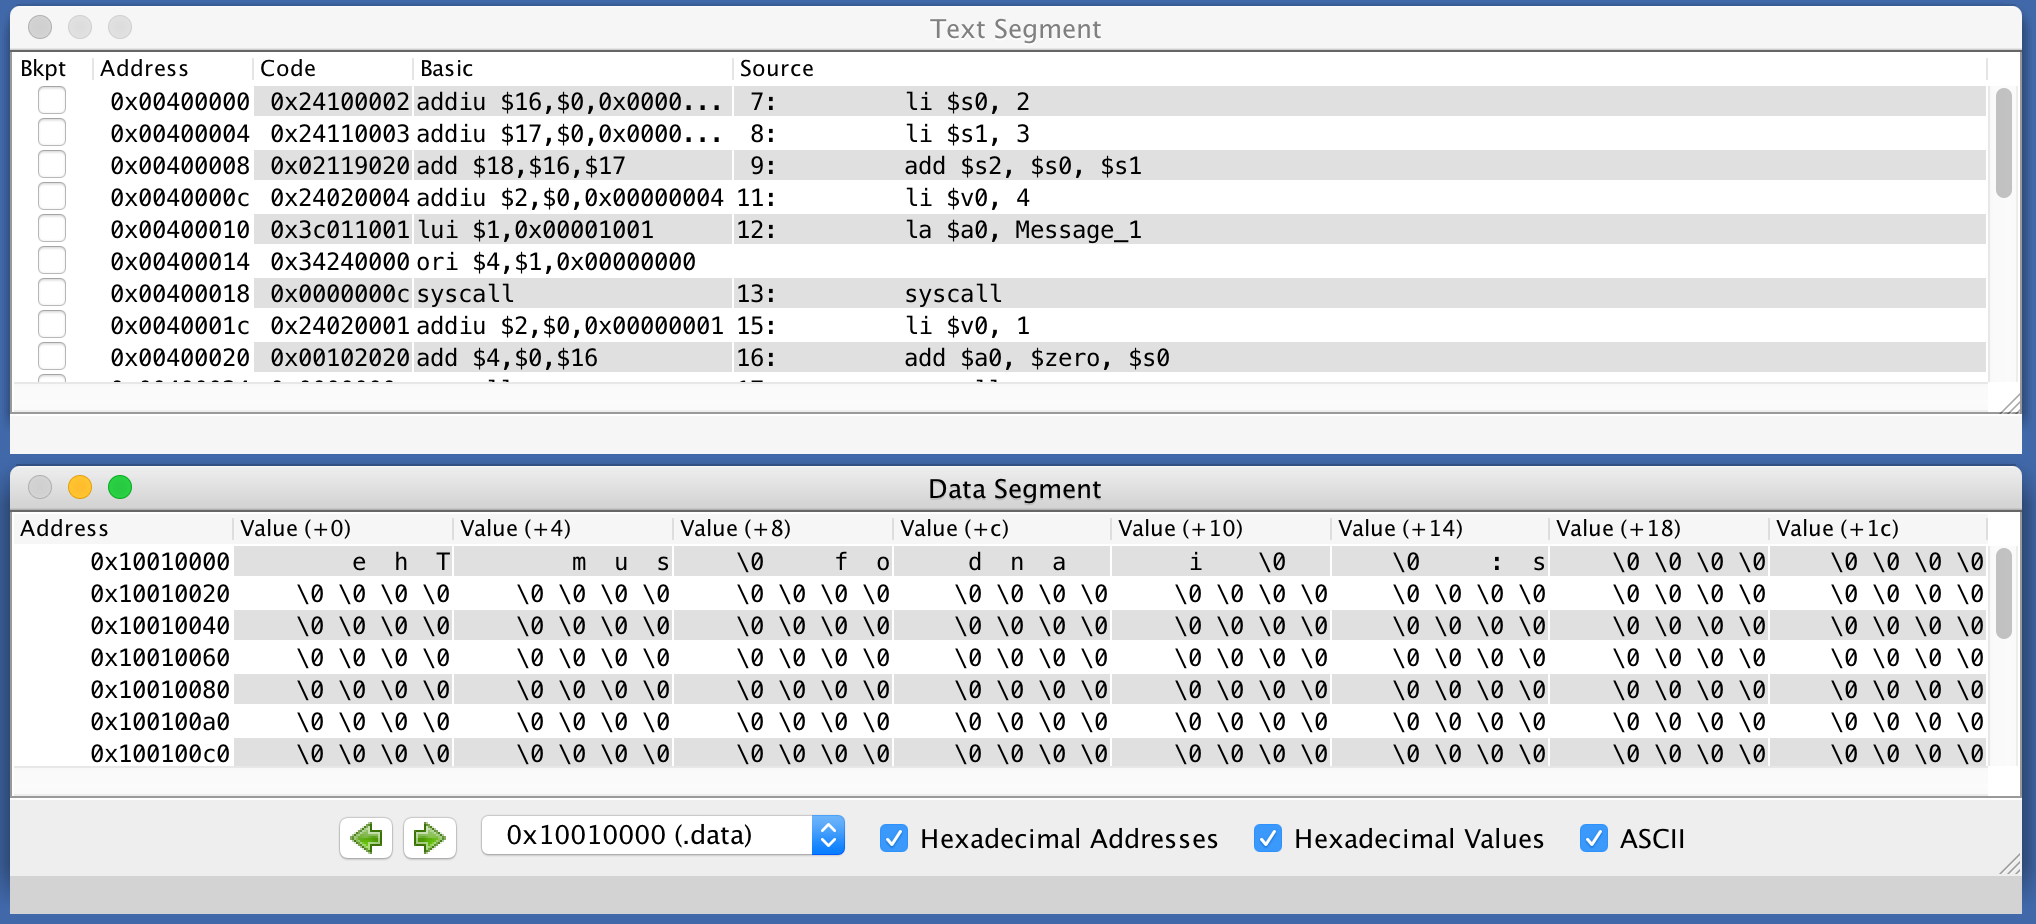 Text Segment
Bkpt Address Code Basic Source
0x00400000 0x24100002 addiu $16,$0,0x0000... 7: li $s0, 2
0x00400004 0x24110003 addiu $17,$0,0x0000... 8: li $s1, 3
0x00400008 0x02119020 add $18,$16,$17 9: add $s2, $s0, $s1
0x0040000c 0x24020004 addiu $2,$0,0x00000004 11: li $v0, 4
0x00400010 0x3c011001 lui $1,0x00001001 12: la $a0, Message_1
0x00400014 0x34240000 ori $4,$1,0x00000000
0x00400018 0x0000000c syscall 13: syscall
0x0040001c 0x24020001 addiu $2,$0,0x00000001 15: li $v0, 1
0x00400020 0x00102020 add $4,$0,$16 16: add $a0, $zero, $s0
Data Segment
Address Value (+0) Value (+4) Value (+8) Value (+c) Value (+10) Value (+14) Value (+18) Value (+1c)
0x10010000 e h T m u s \0 f o d n a i \0 \0 : s \0 \0 \0 \0 \0 \0 \0 \0
0x10010020 \0 \0 \0 \0 \0 \0 \0 \0 \0 \0 \0 \0 \0 \0 \0 \0 \0 \0 \0 \0 \0 \0 \0 \0 \0 \0 \0 \0 \0 \0 \0 \0
0x10010040 \0 \0 \0 \0 \0 \0 \0 \0 \0 \0 \0 \0 \0 \0 \0 \0 \0 \0 \0 \0 \0 \0 \0 \0 \0 \0 \0 \0 \0 \0 \0 \0
0x10010060 \0 \0 \0 \0 \0 \0 \0 \0 \0 \0 \0 \0 \0 \0 \0 \0 \0 \0 \0 \0 \0 \0 \0 \0 \0 \0 \0 \0 \0 \0 \0 \0
0x10010080 \0 \0 \0 \0 \0 \0 \0 \0 \0 \0 \0 \0 \0 \0 \0 \0 \0 \0 \0 \0 \0 \0 \0 \0 \0 \0 \0 \0 \0 \0 \0 \0
0x100100a0 \0 \0 \0 \0 \0 \0 \0 \0 \0 \0 \0 \0 \0 \0 \0 \0 \0 \0 \0 \0 \0 \0 \0 \0 \0 \0 \0 \0 \0 \0 \0 \0
0x100100c0 \0 \0 \0 \0 \0 \0 \0 \0 \0 \0 \0 \0 \0 \0 \0 \0 \0 \0 \0 \0 \0 \0 \0 \0 \0 \0 \0 \0 \0 \0 \0 \0
0x10010000 (.data) Hexadecimal Addresses Hexadecimal Values ASCII